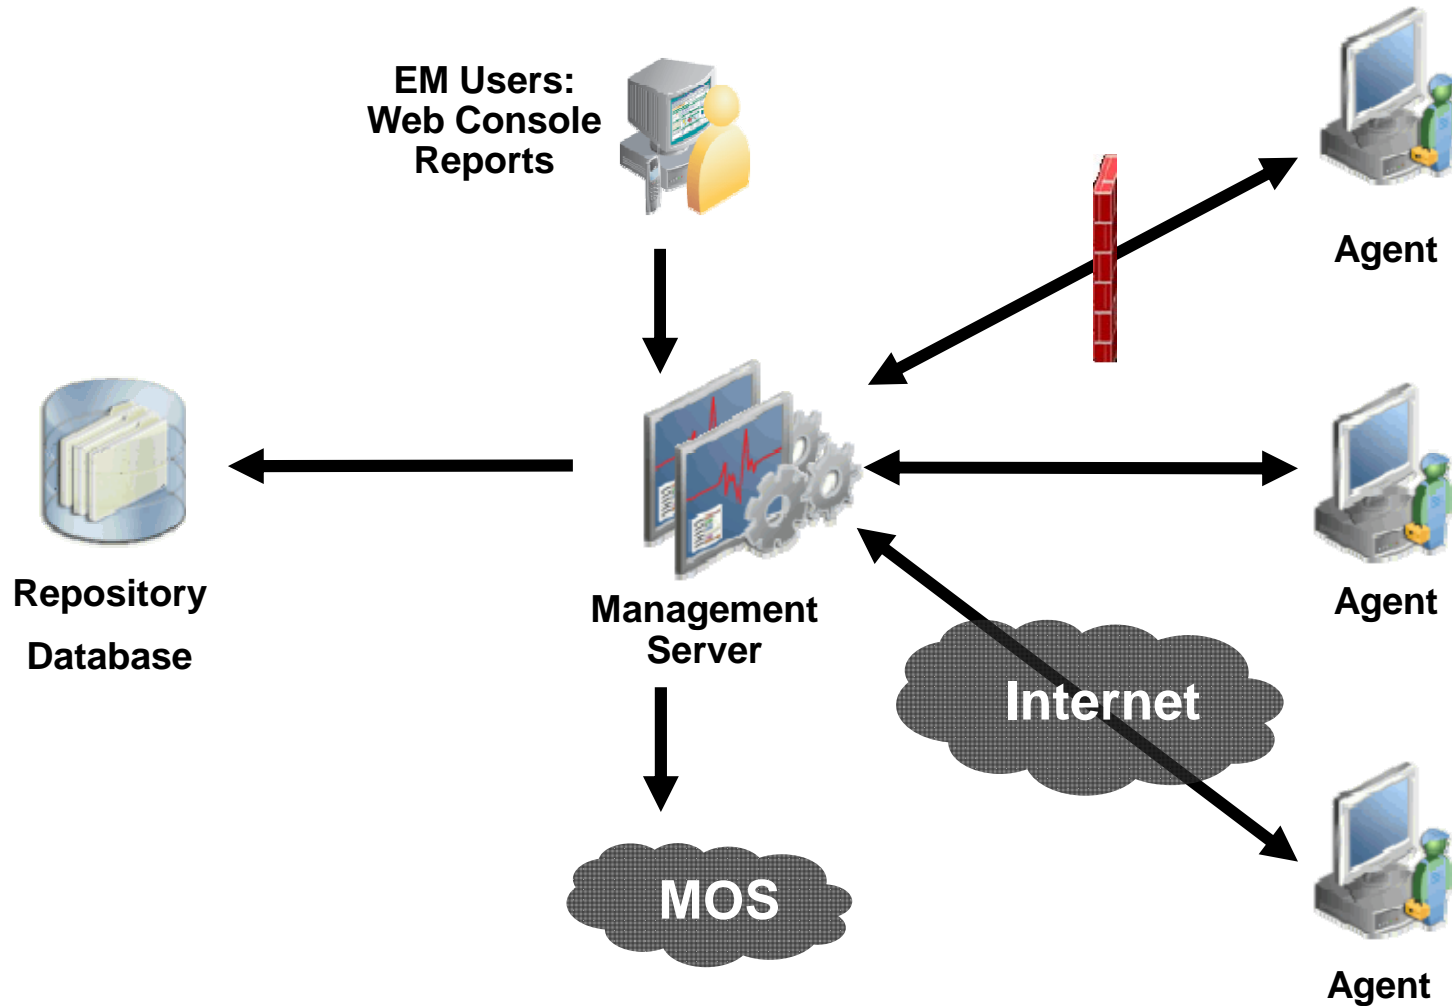 EM Users:
Web Console
Reports
Agent
Repository
Database
Management
Server
Agent
Internet
MOS
Agent